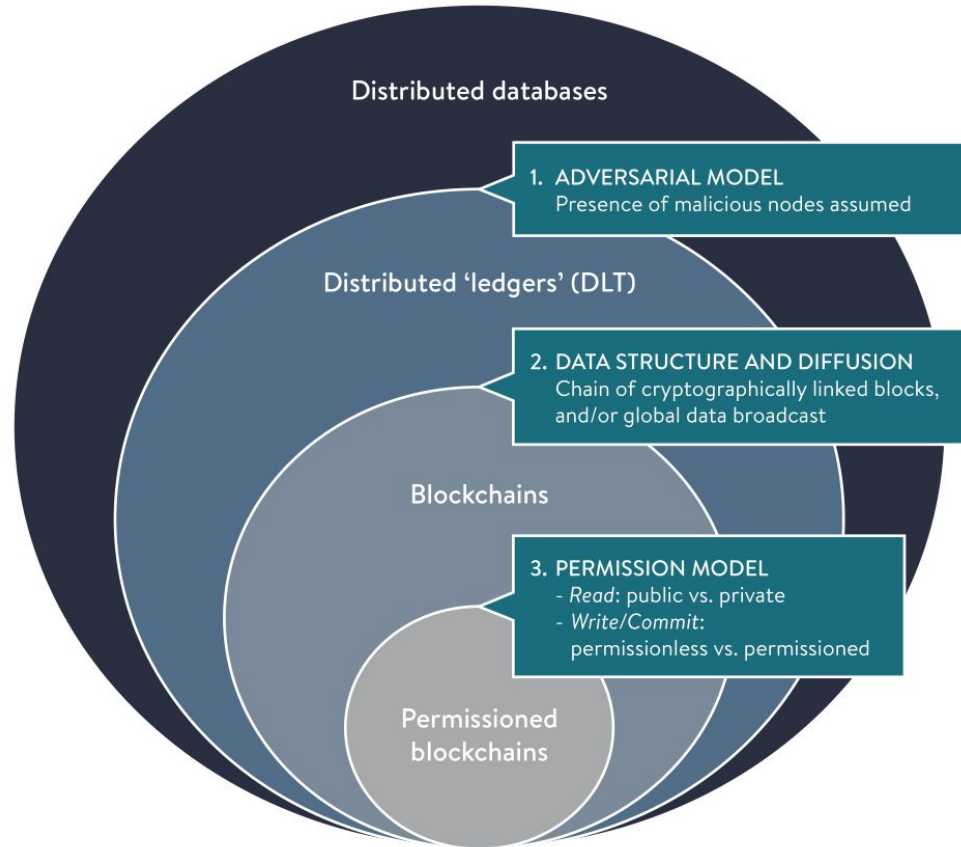 Distributed databases
1. ADVERSARIAL MODEL
Presence of malicious nodes assumed
Distributed ‘ledgers’ (DLT)
2. DATA STRUCTURE AND DIFFUSION
Chain of cryptographically linked blocks,
and/or global data broadcast
Blockchains
3. PERMISSION MODEL
- Read: public vs. private
- Write/Commit:
permissionless vs. permissioned
Permissioned
blockchains